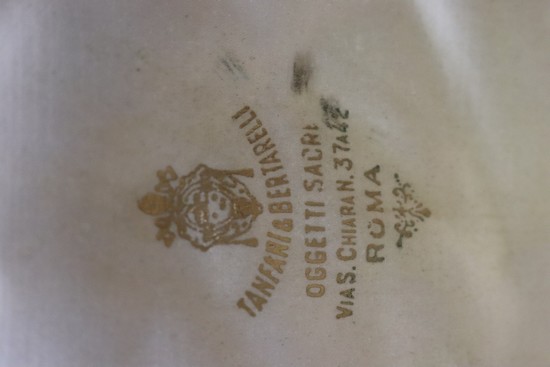 TANFANI & BERTARELLI
OGGETTI SACRI
VIA S. CHIARA N. 37A42
ROMA